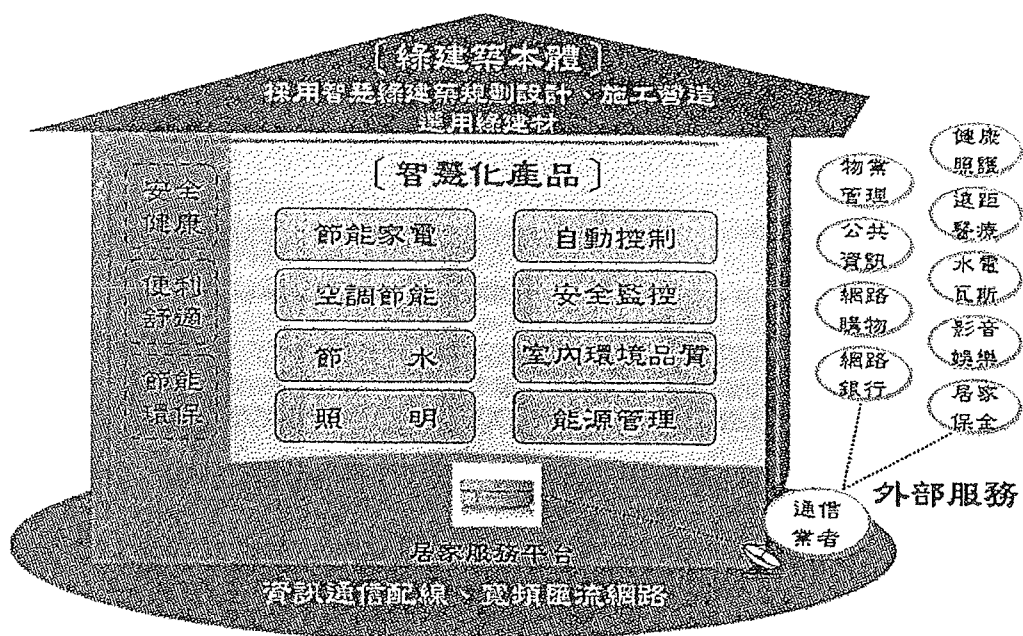 〔綠建築本體〕
採用智慧綠建築規劃設計、施工營造
選用綠建材
〔智慧化產品〕
安全
健康
便利
舒適
節能
環保
節能家電
自動控制
空調節能
安全監控
節 水
室內環境品質
照 明
能源管理
居家服務平台
資訊通信配線、寬頻匯流網路
物業
管理
公共
資訊
網路
購物
網路
銀行
健康
照護
遠距
醫療
水電
瓦斯
影音
娛樂
居家
保全
通信
業者
外部服務